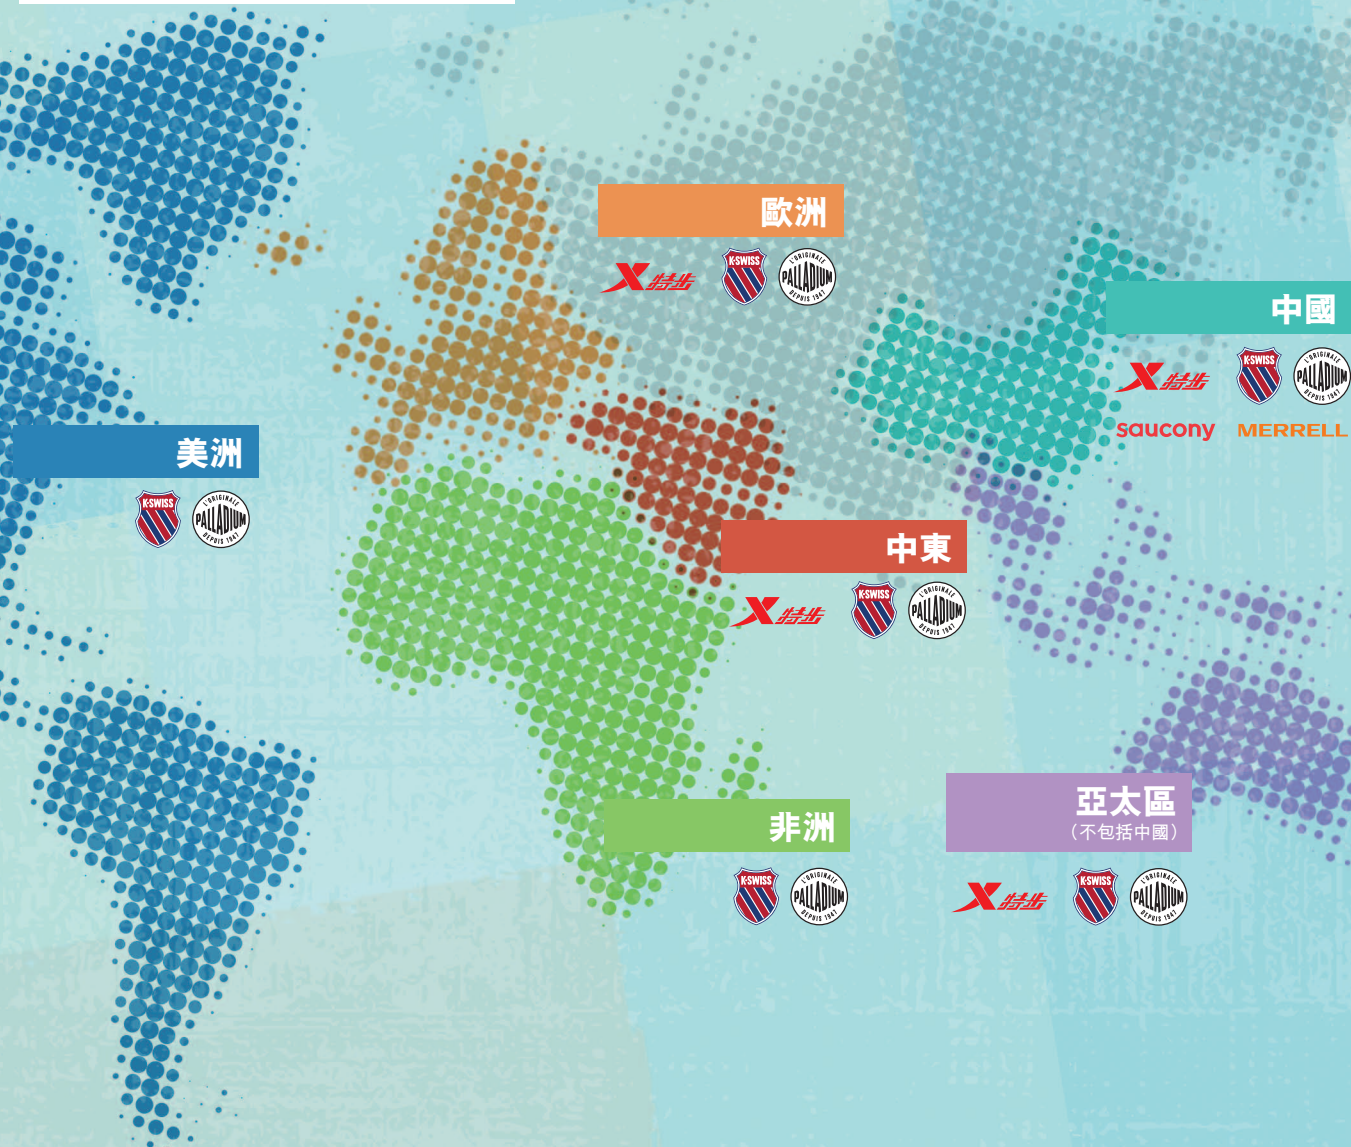 歐洲
特步
K·SWISS
L'ORIGINALE
PALLADIUM
DEPUIS 1947
中國
特步
K·SWISS
L'ORIGINALE
PALLADIUM
DEPUIS 1947
saucony MERRELL
美洲
K·SWISS
L'ORIGINALE
PALLADIUM
DEPUIS 1947
中東
特步
K·SWISS
L'ORIGINALE
PALLADIUM
DEPUIS 1947
非洲
K·SWISS
L'ORIGINALE
PALLADIUM
DEPUIS 1947
亞太區
（不包括中國）
特步
K·SWISS
L'ORIGINALE
PALLADIUM
DEPUIS 1947